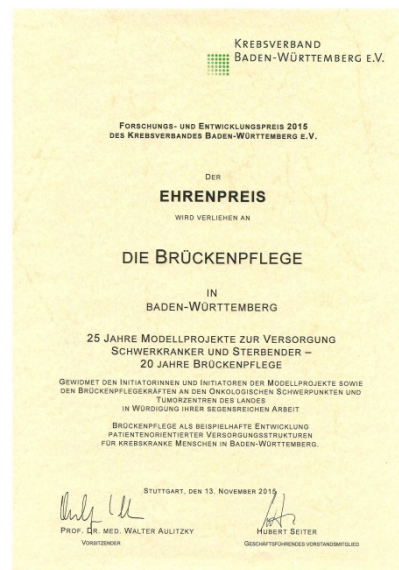 KREBSVERBAND
BADEN-WÜRTTEMBERG E.V.
FORSCHUNGS- UND ENTWICKLUNGSPREIS 2015
DES KREBSVERBANDES BADEN-WÜRTTEMBERG E.V.
DER
EHRENPREIS
WIRD VERLIEHEN AN
DIE BRÜCKENPFLEGE
IN
BADEN-WÜRTTEMBERG
25 JAHRE MODELLPROJEKTE ZUR VERSORGUNG
SCHWERKRANKER UND STERBENDER –
20 JAHRE BRÜCKENPFLEGE
GEWIDMET DEN INITIATORINNEN UND INITIATOREN DER MODELLPROJEKTE SOWIE
DEN BRÜCKENPFLEGEKRÄFTEN AN DEN ONKOLOGISCHEN SCHWERPUNKTEN UND
TUMORZENTREN DES LANDES
IN WÜRDIGUNG IHRER SEGENSREICHEN ARBEIT
BRÜCKENPFLEGE ALS BEISPIELHAFTE ENTWICKLUNG
PATIENTENORIENTIERTER VERSORGUNGSSTRUKTUREN
FÜR KREBSKRANKE MENSCHEN IN BADEN-WÜRTTEMBERG.
STUTTGART, DEN 13. NOVEMBER 2015
PROF. DR. MED. WALTER AULITZKY
HUBERT SEITER
VORSITZENDER
GESCHÄFTSFÜHRENDES VORSTANDSMITGLIED